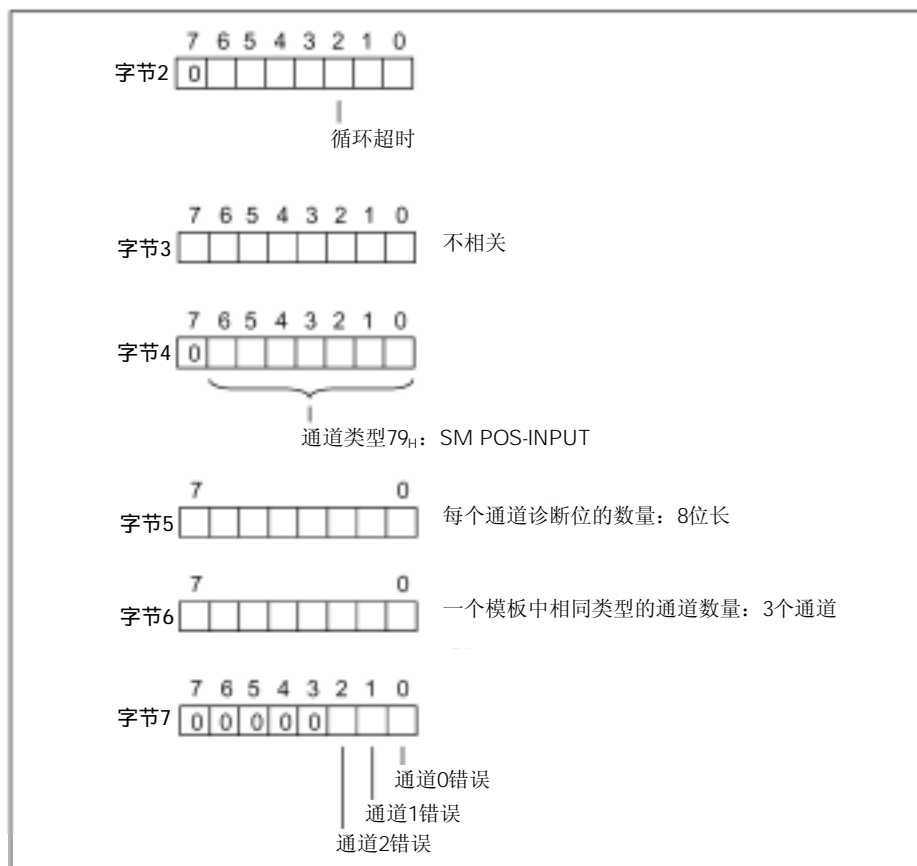 7 6 5 4 3 2 1 0
字节2 0
循环超时
7 6 5 4 3 2 1 0
字节3 不相关
7 6 5 4 3 2 1 0
字节4 0
通道类型79H：SM POS-INPUT
7 0
字节5 每个通道诊断位的数量：8位长
7 0
字节6 一个模板中相同类型的通道数量：3个通道
7 6 5 4 3 2 1 0
字节7 0 0 0 0 0
通道0错误
通道1错误
通道2错误